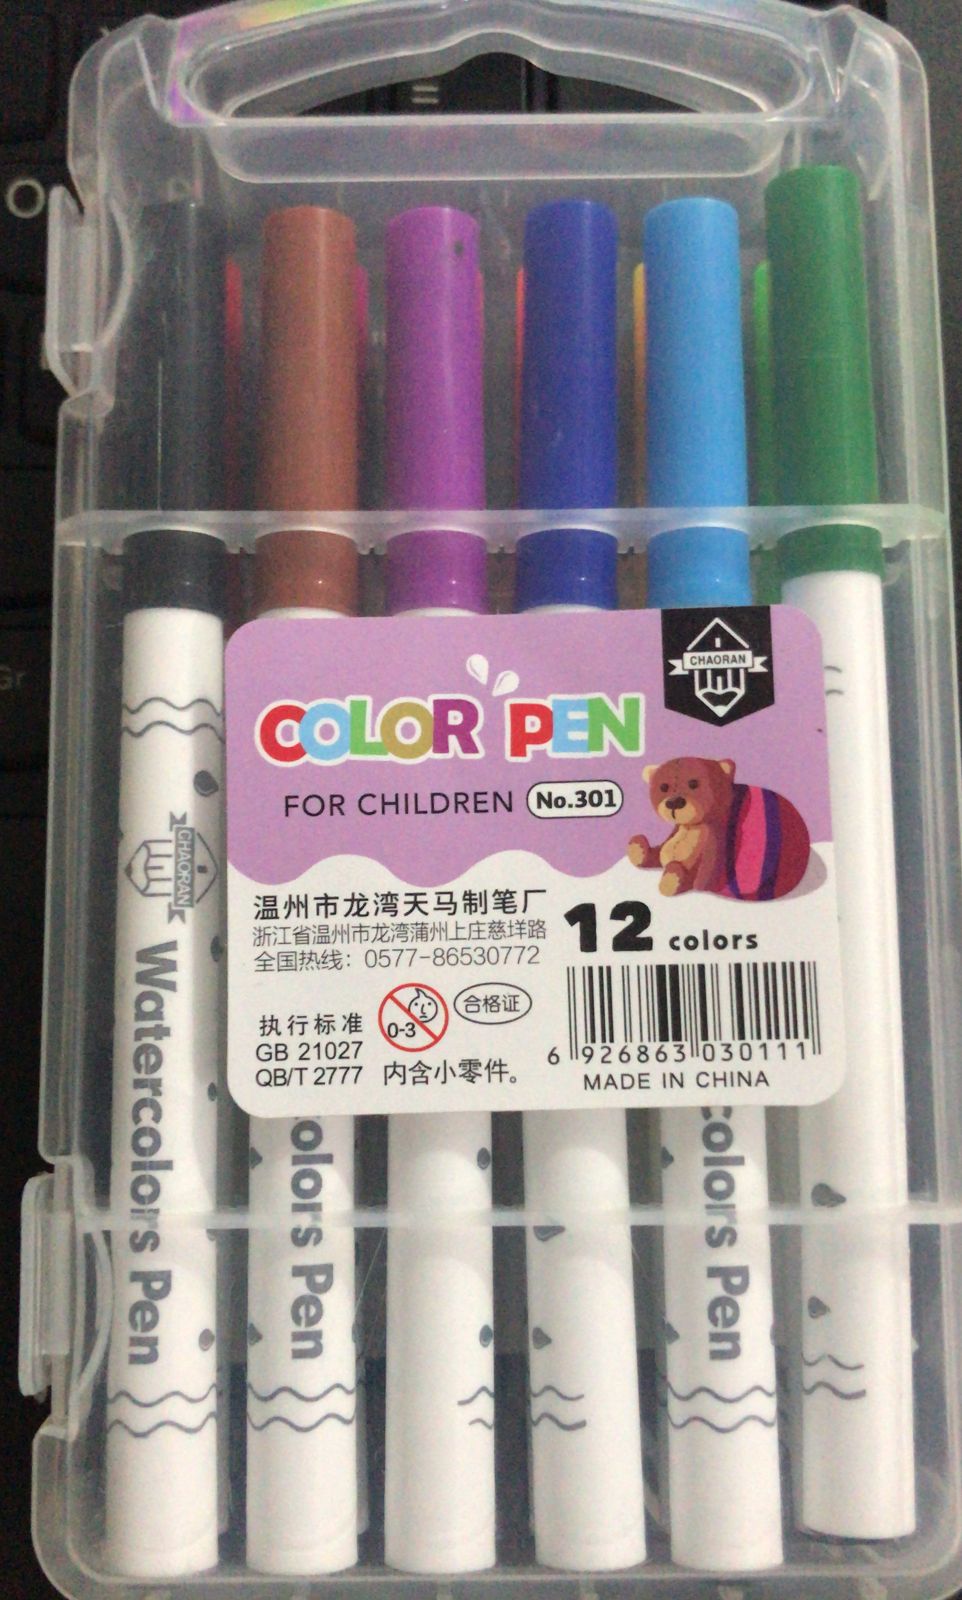 CHAORAN
COLOR PEN
FOR CHILDREN No.301
温州市龙湾天马制笔厂
浙江省温州市龙湾蒲州上庄慈垟路
全国热线：0577-86530772
12 colors
执行标准
GB 21027
QB/T 2777
0-3
合格证
内含小零件。
6 926863 030111
MADE IN CHINA
CHAORAN
Watercolors Pen
olors Pen
colors Pen